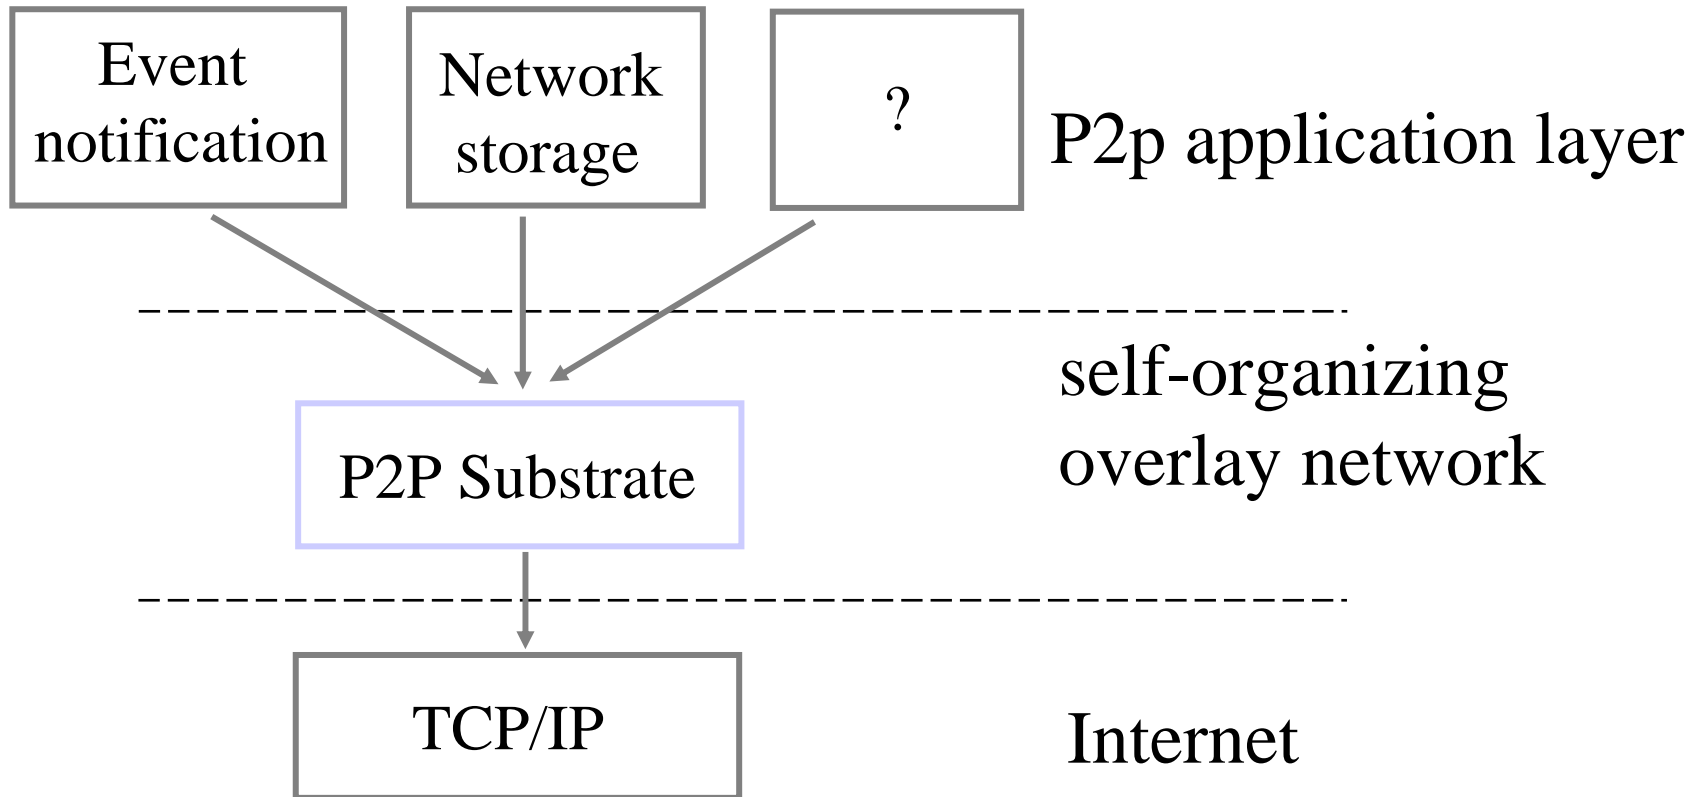 Event
notification
Network
storage
?
P2p application layer
self-organizing
overlay network
P2P Substrate
TCP/IP
Internet